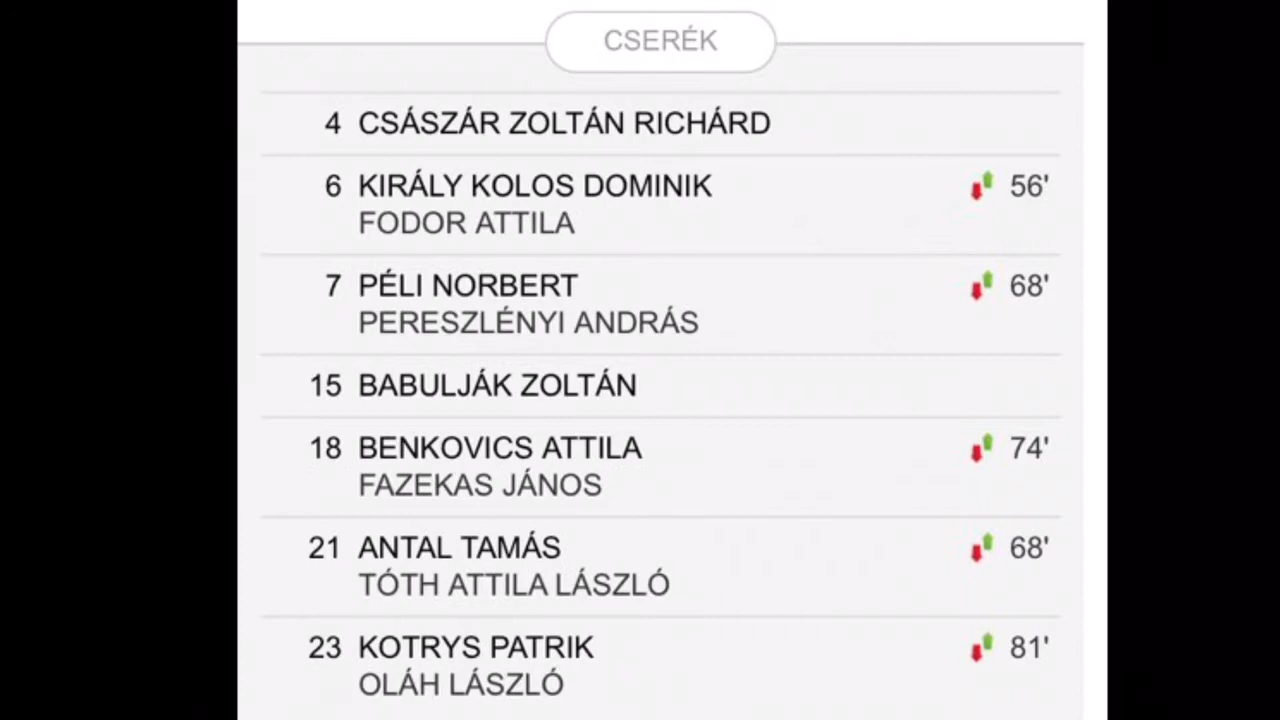 CSERÉK
4 CSÁSZÁR ZOLTÁN RICHÁRD
6 KIRÁLY KOLOS DOMINIK 56'
FODOR ATTILA
7 PÉLI NORBERT 68'
PERESZLÉNYI ANDRÁS
15 BABULJÁK ZOLTÁN
18 BENKOVICS ATTILA 74'
FAZEKAS JÁNOS
21 ANTAL TAMÁS 68'
TÓTH ATTILA LÁSZLÓ
23 KOTRYS PATRIK 81'
OLÁH LÁSZLÓ